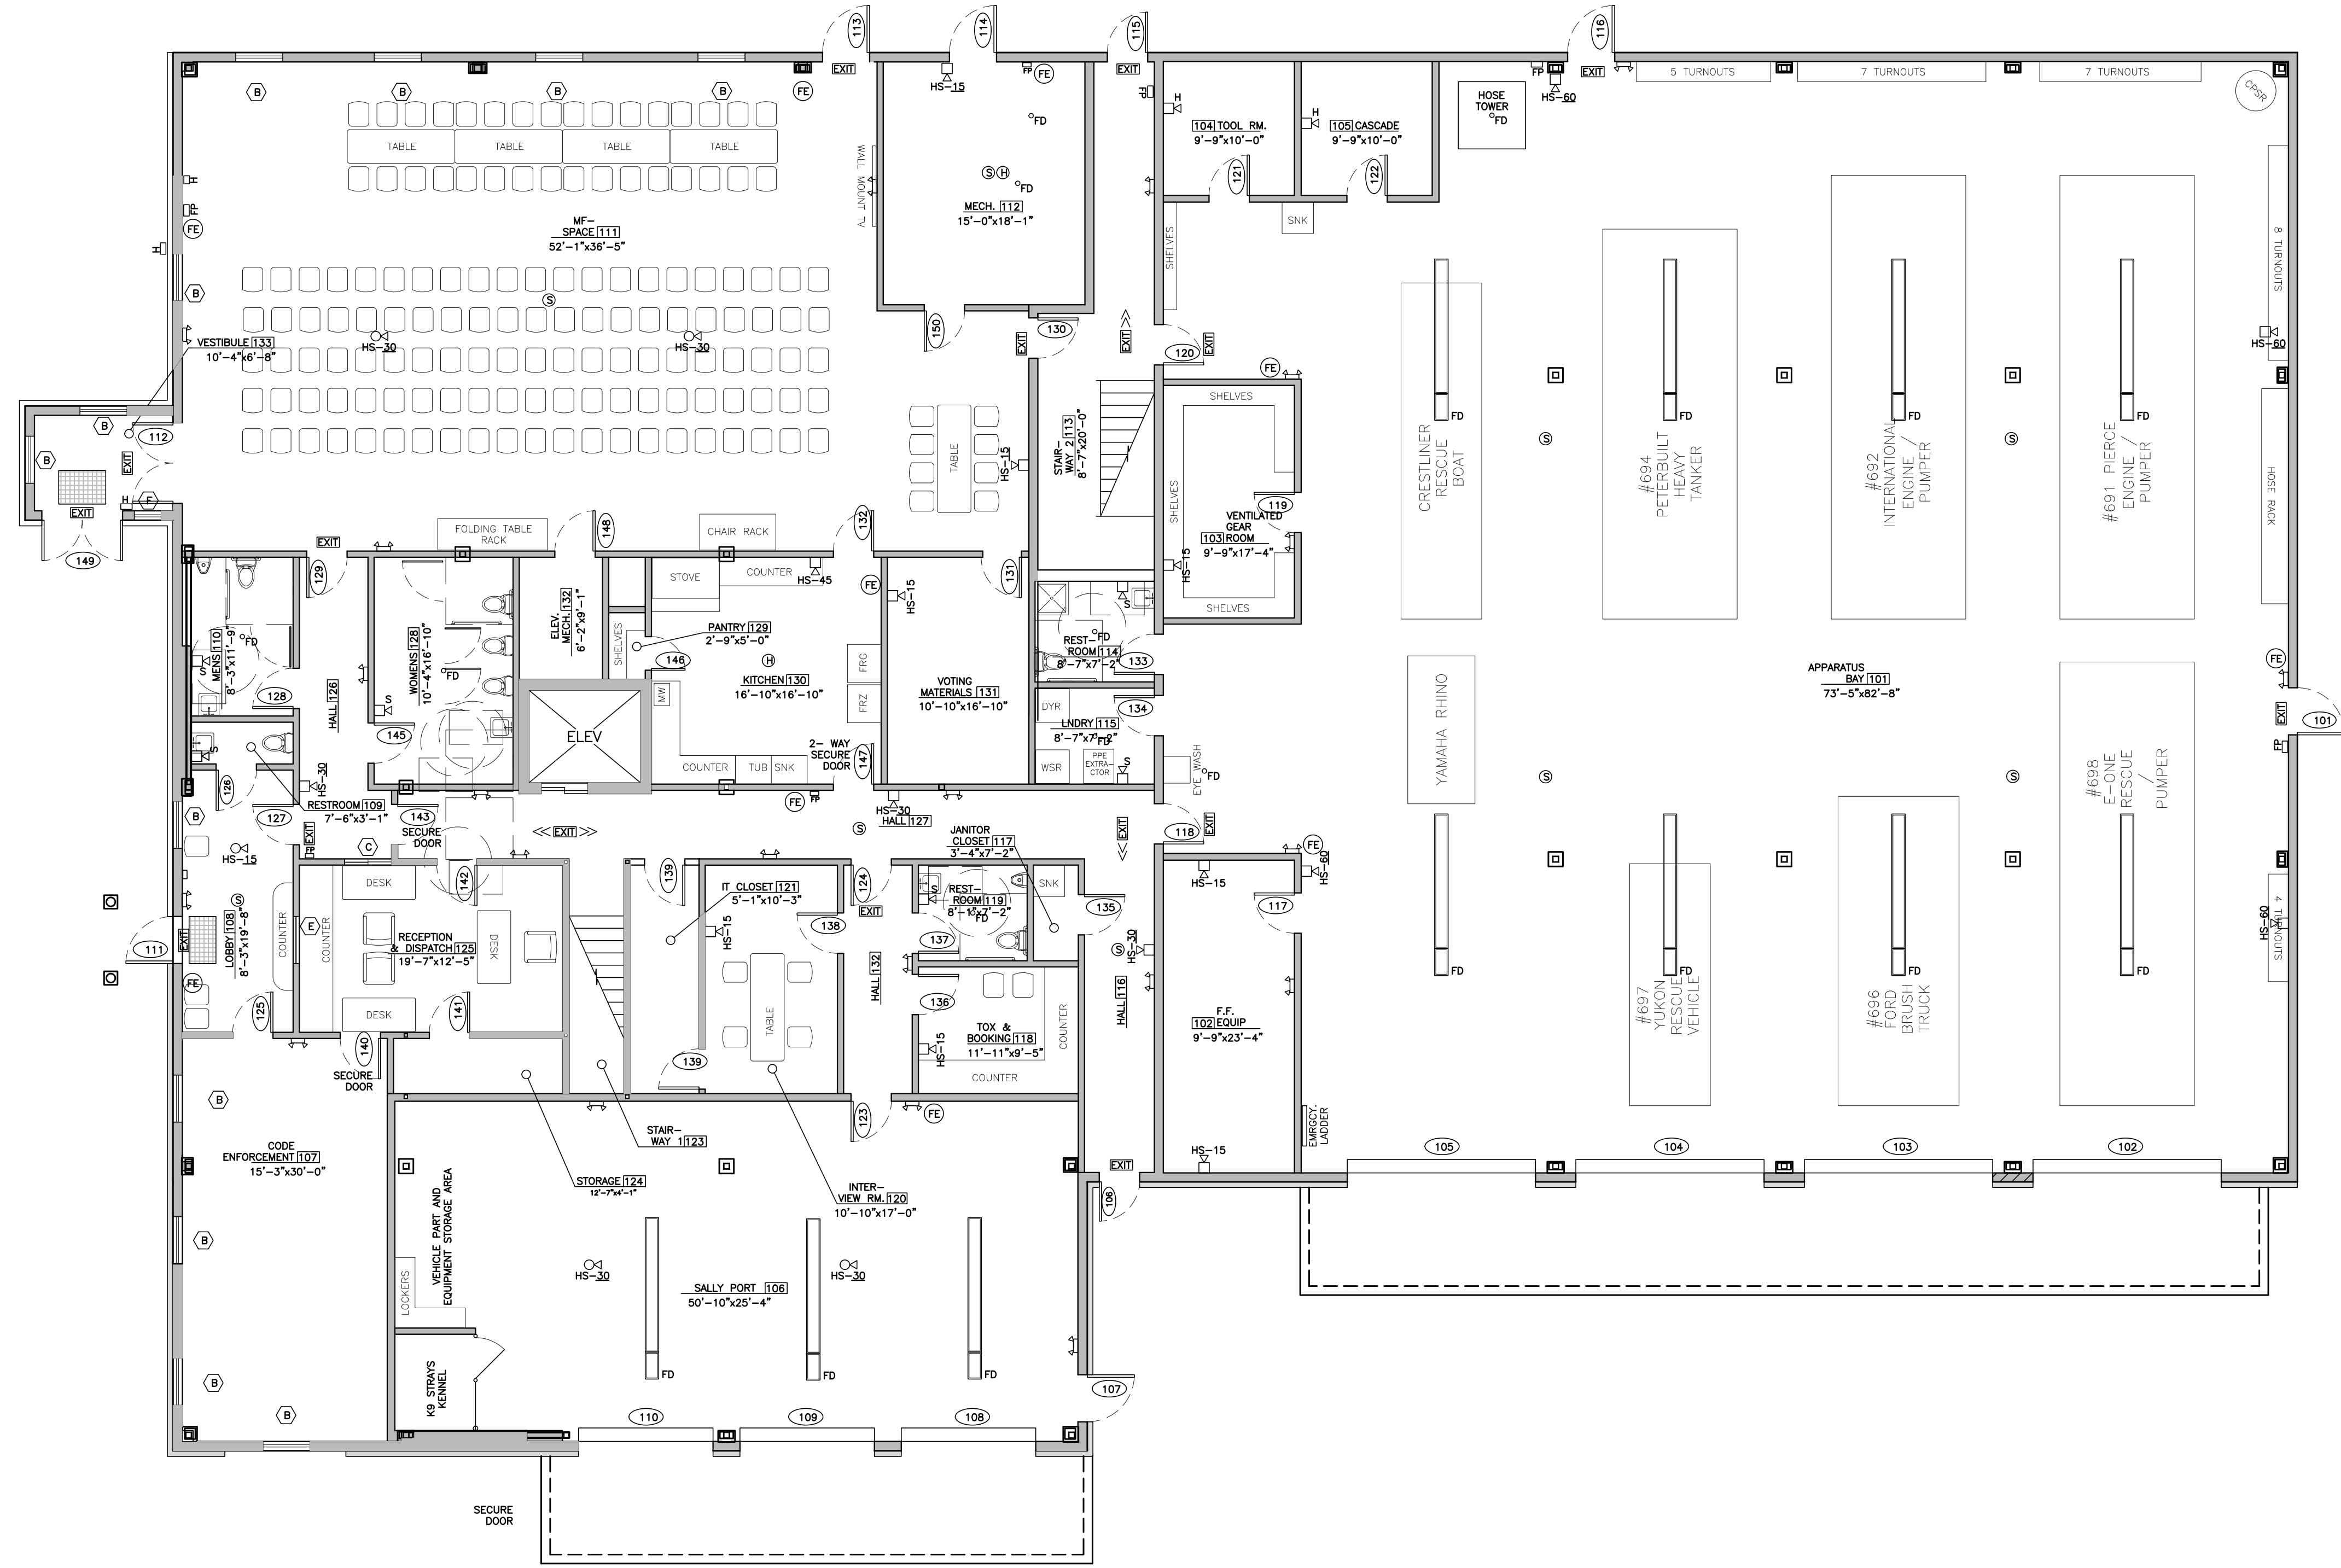 113
114
115
116
EXIT
HS-15
FP
FE
EXIT
FP
H
H
FP
HS-60
EXIT
5 TURNOUTS
7 TURNOUTS
7 TURNOUTS
CPSR
B
B
B
B
FE
TABLE
TABLE
TABLE
TABLE
WALL MOUNT TV
FD
S
H
FD
MECH. 112
15'-0"x18'-1"
104 TOOL RM.
9'-9"x10'-0"
105 CASCADE
9'-9"x10'-0"
HOSE
TOWER
FD
121
122
SNK
SHELVES
8 TURNOUTS
H
FP
FE
H
MF-
SPACE 111
52'-1"x36'-5"
B
S
HS-30
HS-30
VESTIBULE 133
10'-4"x6'-8"
150
EXIT
130
EXIT
120
EXIT
FE
HS-60
FD
FD
FD
FD
B
112
B
EXIT
H
F
EXIT
149
TABLE
HS-15
STAIR-
WAY 2 113
8'-7"x20'-0"
SHELVES
SHELVES
119
VENTILATED
GEAR
103 ROOM
9'-9"x17'-4"
HS-15
SHELVES
CRESTLINER
RESCUE
BOAT
#694
PETERBUILT
HEAVY
TANKER
#692
INTERNATIONAL
ENGINE /
PUMPER
#691 PIERCE
ENGINE /
PUMPER
S
S
HOSE RACK
FOLDING TABLE
RACK
148
CHAIR RACK
132
EXIT
129
STOVE
COUNTER
HS-45
FE
HS-15
131
S
MENS 110
8'-3"x11'-9"
FD
S
128
HALL 126
WOMENS 128
10'-4"x16'-10"
FD
S
145
ELEV.
MECH. 132
6'-2"x9'-1"
SHELVES
PANTRY 129
2'-9"x5'-0"
146
H
KITCHEN 130
16'-10"x16'-10"
MW
FRG
FRZ
VOTING
MATERIALS 131
10'-10"x16'-10"
FD
REST-
ROOM 114
8'-7"x7'-2"
133
134
DYR
LNDRY 115
8'-7"x7'-2"
FD
WSR
PPE
EXTRA-
CTOR
S
EYE WASH
FD
YAMAHA RHINO
APPARATUS
BAY 101
73'-5"x82'-8"
FE
EXIT
101
FP
S
S
#698
E-ONE
RESCUE /
PUMPER
ELEV
2- WAY
SECURE
DOOR
147
COUNTER
TUB
SNK
S
126
HS-30
RESTROOM 109
7'-6"x3'-1"
127
B
EXIT
FP
HS-15
143
SECURE
DOOR
C
<< EXIT >>
FE
FP
HS-30
HALL 127
S
JANITOR
CLOSET 117
3'-4"x7'-2"
EXIT
118
EXIT
FE
HS-60
HS-15
S
LOBBY 108
8'-3"x19'-8"
EXIT
111
FE
COUNTER
COUNTER
E
DESK
142
RECEPTION
& DISPATCH 125
19'-7"x12'-5"
DESK
DESK
139
IT CLOSET 121
5'-1"x10'-3"
HS-15
124
EXIT
138
S
REST-
ROOM 119
8'-1"x7'-2"
FD
SNK
135
137
117
S
HS-30
HALL 132
HALL 116
136
TOX &
BOOKING 118
11'-11"x9'-5"
HS-15
COUNTER
COUNTER
F.F.
102 EQUIP
9'-9"x23'-4"
TABLE
FD
FD
FD
FD
#697
YUKON
RESCUE
VEHICLE
#696
FORD
BRUSH
TRUCK
HS-60
4 TURNOUTS
125
140
141
139
SECURE
DOOR
B
FE
123
CODE
ENFORCEMENT 107
15'-3"x30'-0"
STAIR-
WAY 1 123
STORAGE 124
12'-7"x4'-1"
INTER-
VIEW RM. 120
10'-10"x17'-0"
HS-15
EMRGCY.
LADDER
EXIT
106
105
104
103
102
VEHICLE PART AND
EQUIPMENT STORAGE AREA
B
LOCKERS
HS-30
HS-30
SALLY PORT 106
50'-10"x25'-4"
K9 STRAYS
KENNEL
FD
FD
FD
B
B
107
110
109
108
SECURE
DOOR